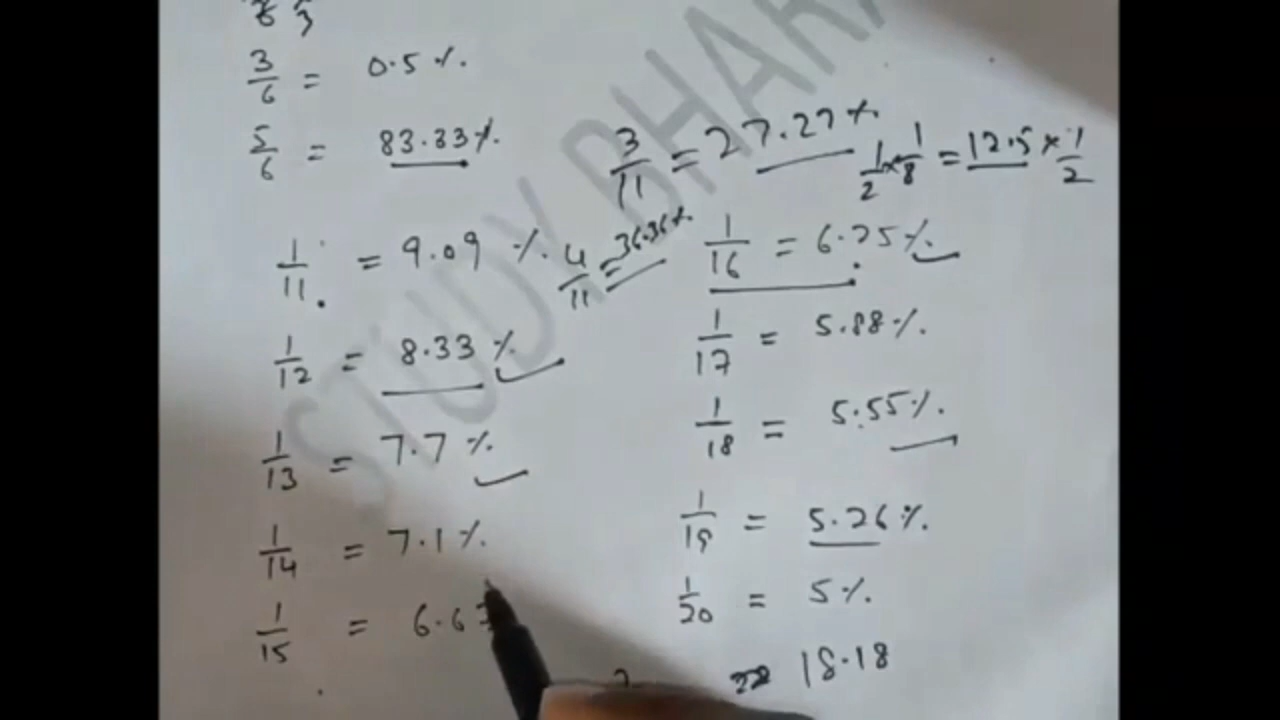 3/6 = 0.5 %.
5/6 = 83.33%.
3/11 = 27.27%
1/2 × 1/8 = 12.5 × 1/2
1/11 = 9.09 %.
4/11 = 36.36%.
1/12 = 8.33 %.
1/13 = 7.7 %.
1/14 = 7.1 %.
1/15 =
1/16 = 6.25%.
1/17 = 5.88%.
1/18 = 5.55%.
1/19 = 5.26%.
1/20 = 5%.
18.18
STUDY